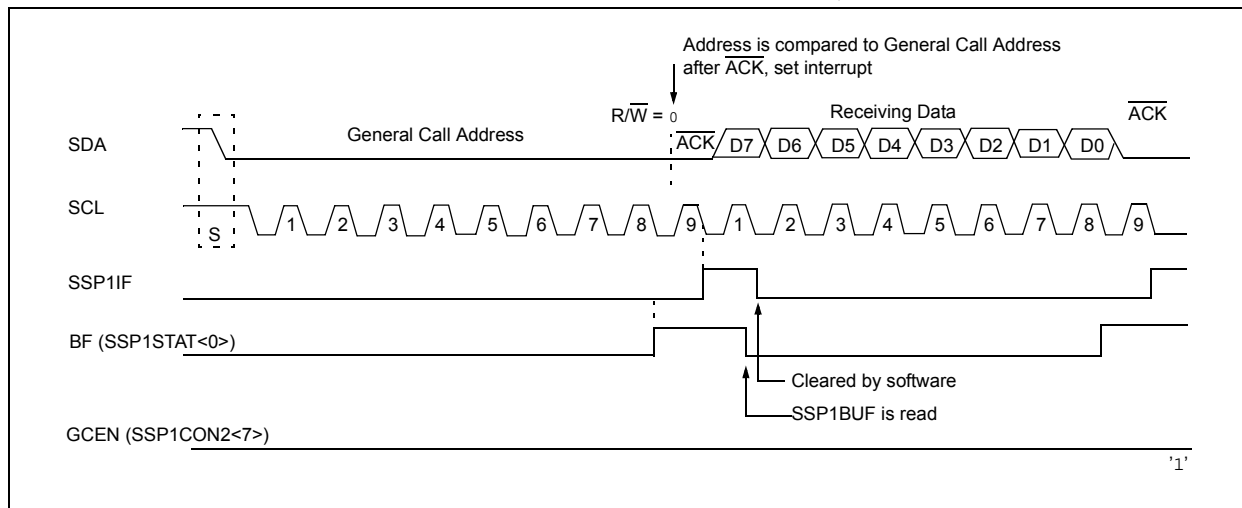 Address is compared to General Call Address
after ACK, set interrupt
R/W = 0
Receiving Data
ACK
SDA
General Call Address
ACK
D7 D6 D5 D4 D3 D2 D1 D0
SCL
S
1 2 3 4 5 6 7 8 9 1 2 3 4 5 6 7 8 9
SSP1IF
BF (SSP1STAT<0>)
Cleared by software
SSP1BUF is read
GCEN (SSP1CON2<7>)
’1’